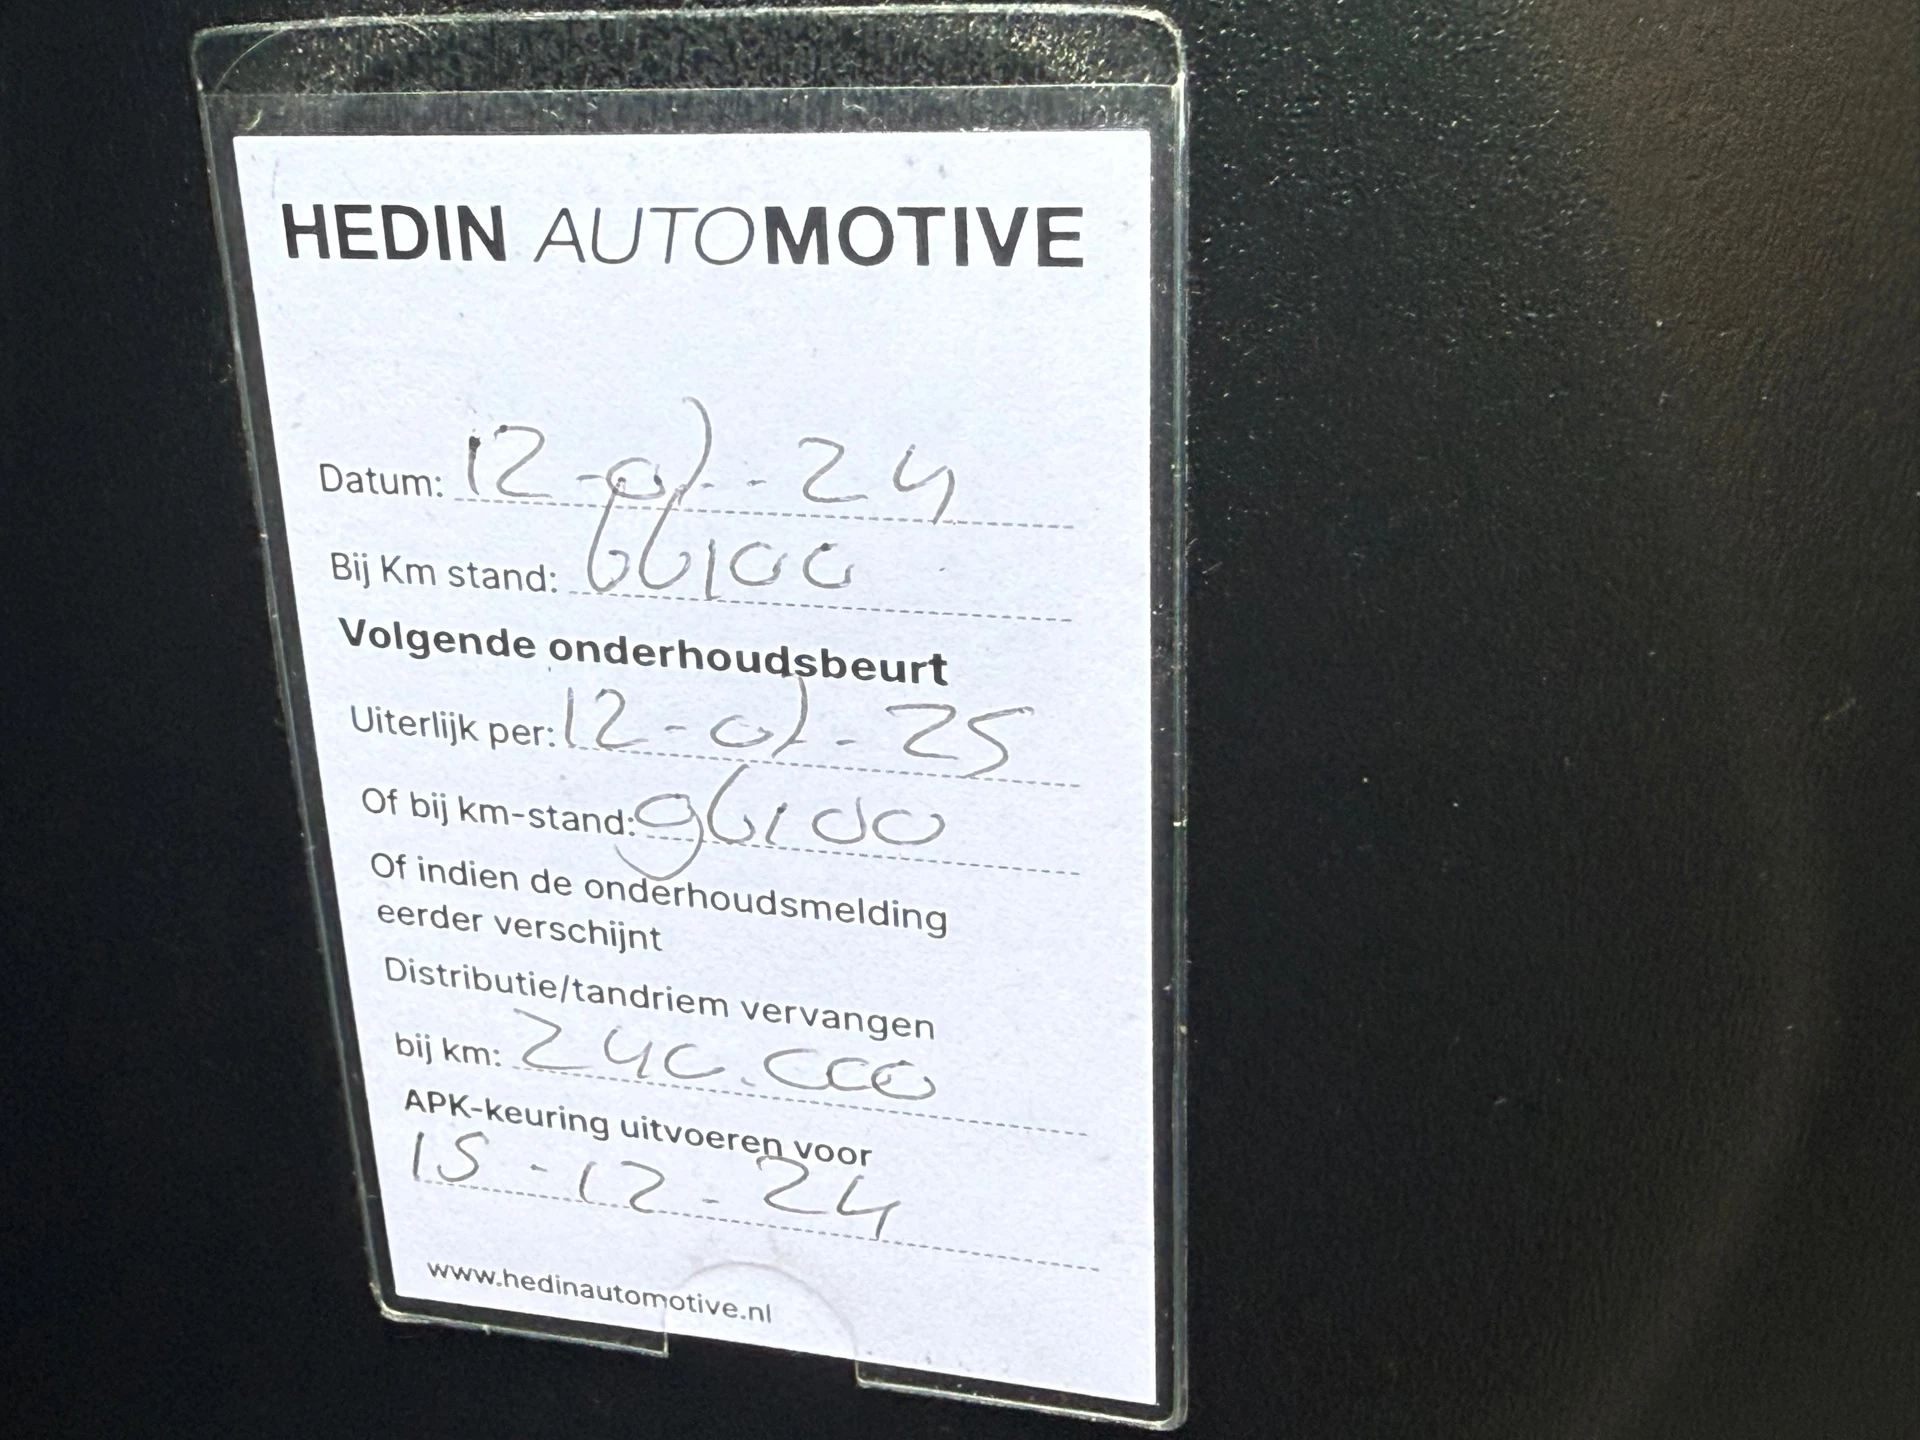 HEDIN AUTOMOTIVE
Datum: 12-01-24
Bij Km stand: 66100
Volgende onderhoudsbeurt
Uiterlijk per: 12-01-25
Of bij km-stand: 96100
Of indien de onderhoudsmelding
eerder verschijnt
Distributie/tandriem vervangen
bij km: 240.000
APK-keuring uitvoeren voor
15-12-24
www.hedinautomotive.nl